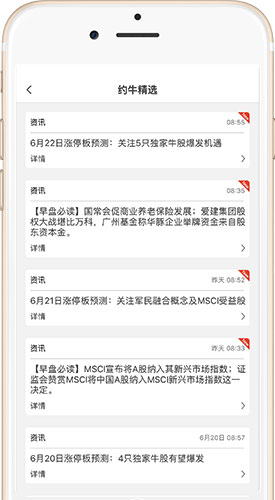 约牛精选
资讯 08:55
6月22日涨停板预测：关注5只独家牛股爆发机遇
详情
资讯 08:35
【早盘必读】国常会促商业养老保险发展；爱建集团股
权大战堪比万科，广州基金称华豚企业举牌资金来自股
东资本金。
详情
资讯 昨天 08:52
6月21日涨停板预测：关注军民融合概念及MSCI受益股
详情
资讯 昨天 08:33
【早盘必读】MSCI宣布将A股纳入其新兴市场指数；证
监会赞赏MSCI将中国A股纳入MSCI新兴市场指数这一
决定。
详情
资讯 6月20日 08:57
6月20日涨停板预测：4只独家牛股有望爆发
详情